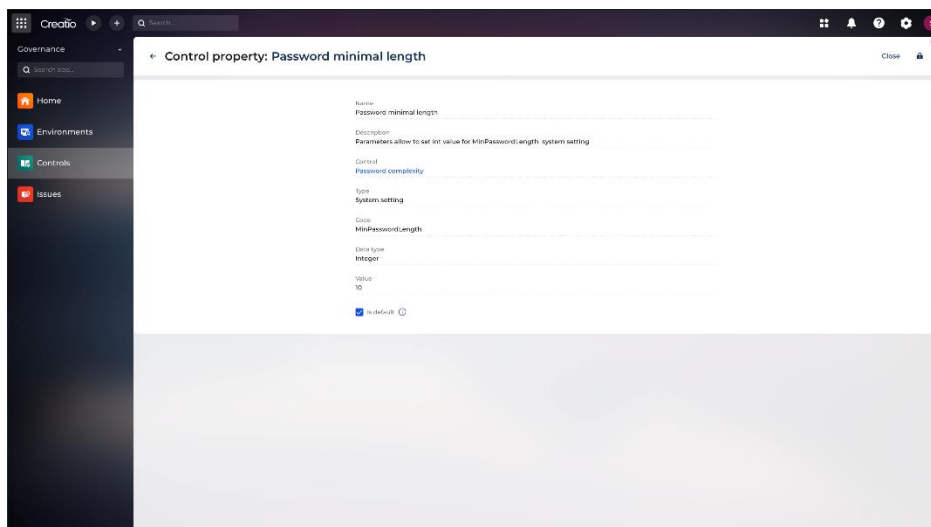 Creatio
Search...
Governance
Search app...
Home
Environments
Controls
Issues
Control property: Password minimal length
Close
Name
Password minimal length
Description
Parameters allow to set int value for MinPasswordLength system setting
Control
Password complexity
Type
System setting
Code
MinPasswordLength
Data type
Integer
Value
10
Is default